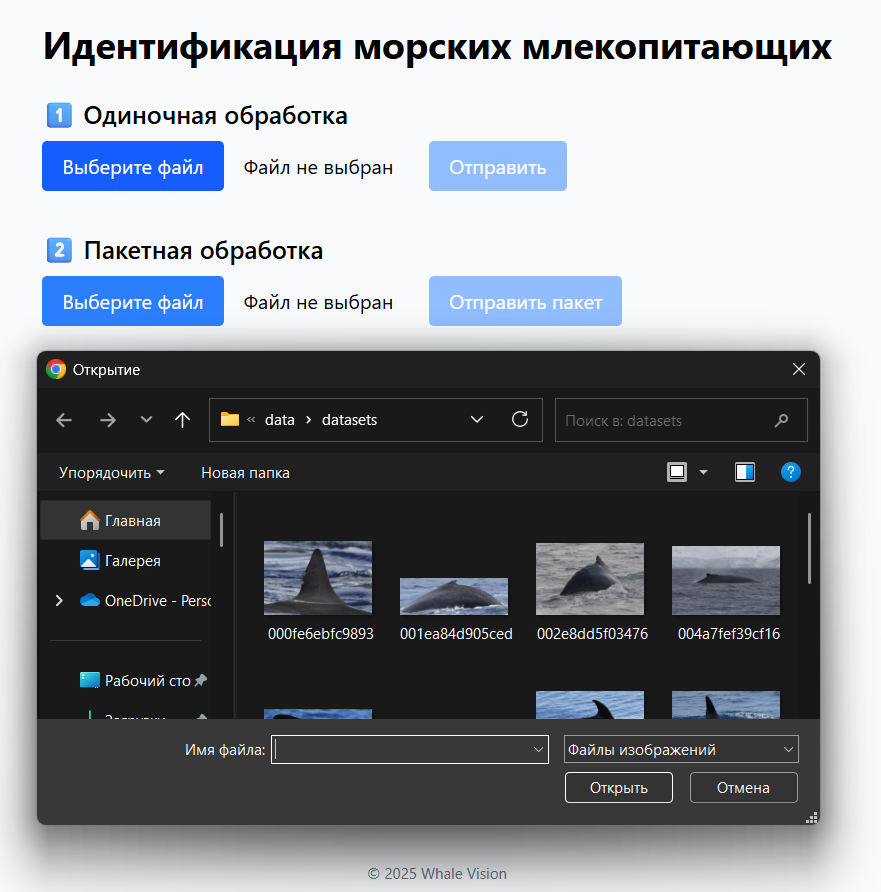 Идентификация морских млекопитающих
1 Одиночная обработка
Выберите файл Файл не выбран Отправить
2 Пакетная обработка
Выберите файл Файл не выбран Отправить пакет
Открытие
« data › datasets Поиск в: datasets
Упорядочить Новая папка ?
Главная
Галерея
OneDrive - Persc
000fe6ebfc9893 001ea84d905ced 002e8dd5f03476 004a7fef39cf16
Рабочий сто
Имя файла: Файлы изображений
Открыть Отмена
© 2025 Whale Vision